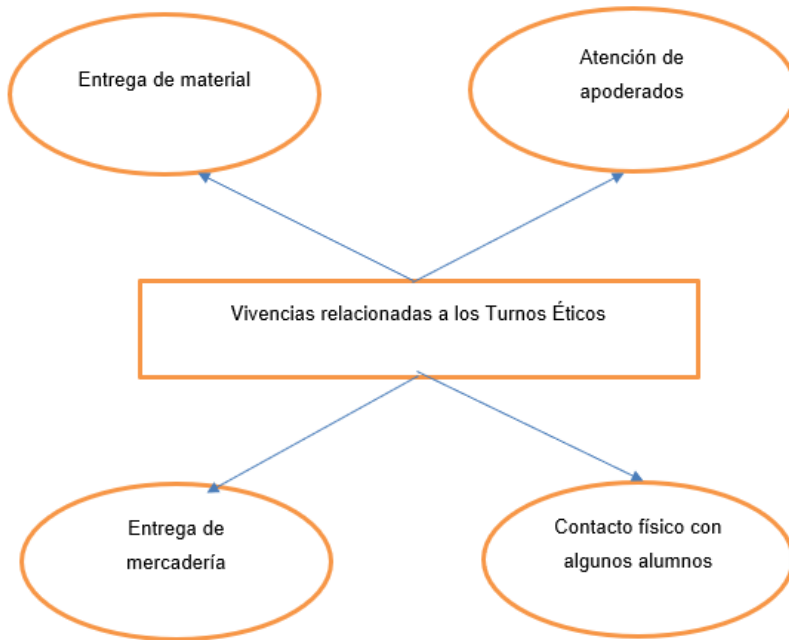 Entrega de material
Atención de
apoderados
Vivencias relacionadas a los Turnos Éticos
Entrega de
mercadería
Contacto físico con
algunos alumnos